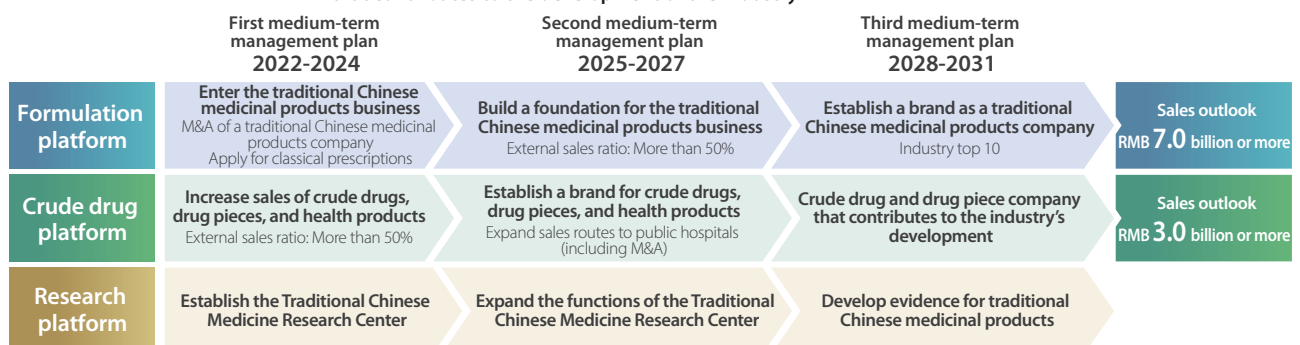 First medium-term
management plan
2022-2024
Second medium-term
management plan
2025-2027
Third medium-term
management plan
2028-2031
Formulation
platform
Enter the traditional Chinese
medicinal products business
M&A of a traditional Chinese medicinal
products company
Apply for classical prescriptions
Build a foundation for the traditional
Chinese medicinal products business
External sales ratio: More than 50%
Establish a brand as a traditional
Chinese medicinal products company
Industry top 10
Sales outlook
RMB 7.0 billion or more
Crude drug
platform
Increase sales of crude drugs,
drug pieces, and health products
External sales ratio: More than 50%
Establish a brand for crude drugs,
drug pieces, and health products
Expand sales routes to public hospitals
(including M&A)
Crude drug and drug piece company
that contributes to the industry's
development
Sales outlook
RMB 3.0 billion or more
Research
platform
Establish the Traditional Chinese
Medicine Research Center
Expand the functions of the Traditional
Chinese Medicine Research Center
Develop evidence for traditional
Chinese medicinal products